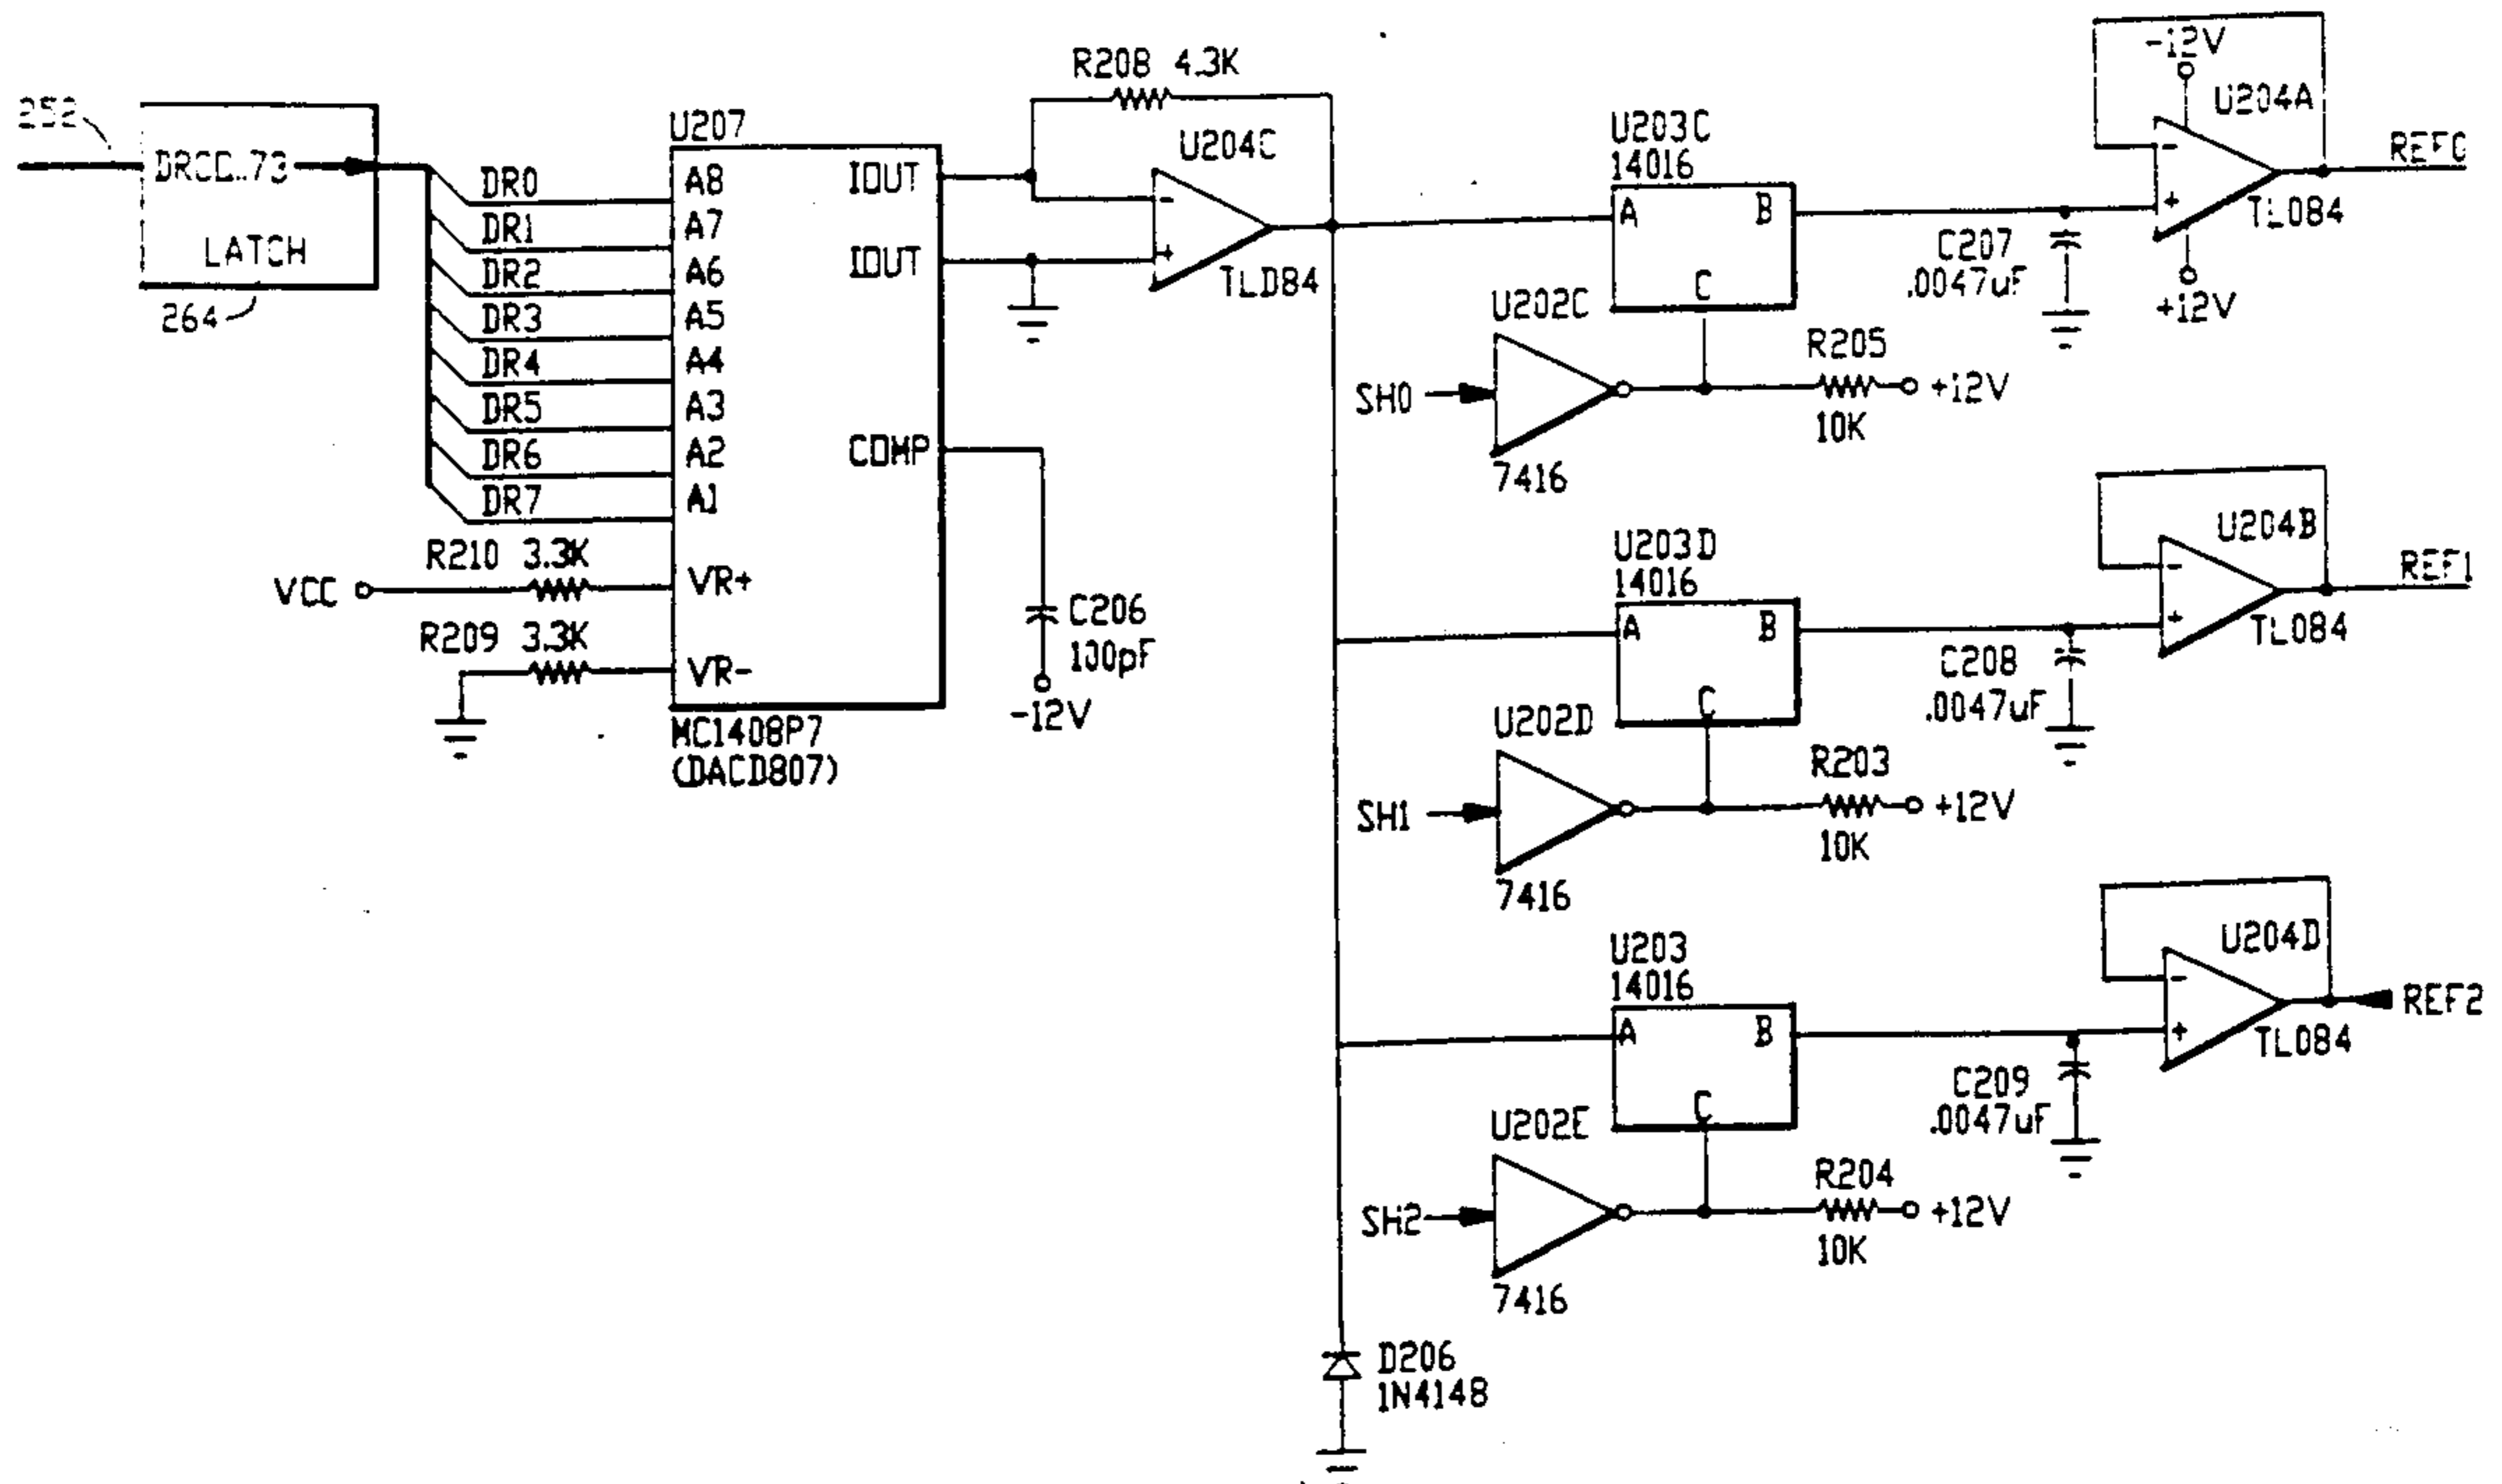 252
DRCC..73
LATCH
264
DR0
DR1
DR2
DR3
DR4
DR5
DR6
DR7
R210 3.3K
VCC
R209 3.3K
U207
A8
A7
A6
A5
A4
A3
A2
A1
VR+
VR-
IOUT
IOUT
COMP
MC1408P7
(DACD807)
C206
100pF
-12V
R208 4.3K
U204C
-
+
TLD84
U203C
14016
A
B
C
U202C
SH0
7416
R205
+12V
10K
C207
.0047uF
-12V
U204A
-
+
TL084
+12V
REF0
U203D
14016
A
B
C
U202D
SH1
7416
R203
+12V
10K
C208
.0047uF
U204B
-
+
TL084
REF1
U203
14016
A
B
C
U202E
SH2
7416
R204
+12V
10K
C209
.0047uF
U204D
-
+
TL084
REF2
D206
1N4148